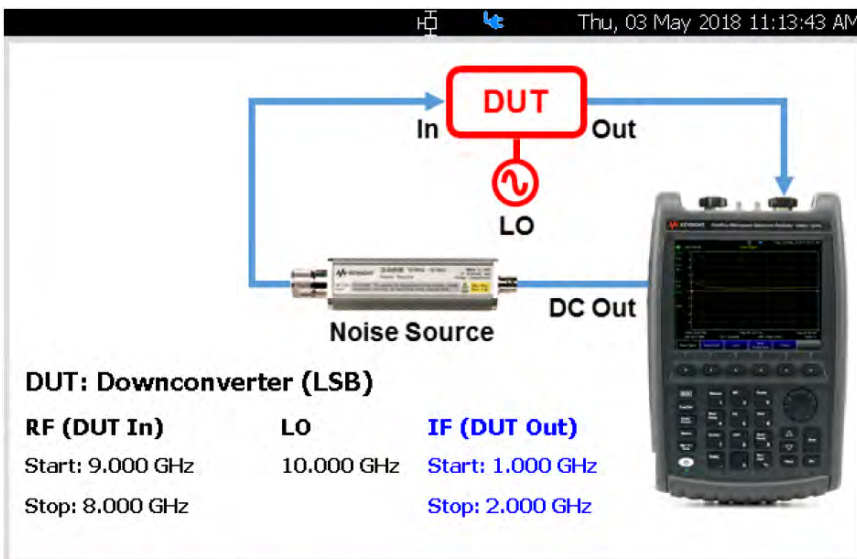 Thu, 03 May 2018 11:13:43 AM
DUT
In
Out
LO
KEYSIGHT
DC Out
Noise Source
DUT: Downconverter (LSB)
RF (DUT In) LO IF (DUT Out)
Start: 9.000 GHz 10.000 GHz Start: 1.000 GHz
Stop: 8.000 GHz Stop: 2.000 GHz